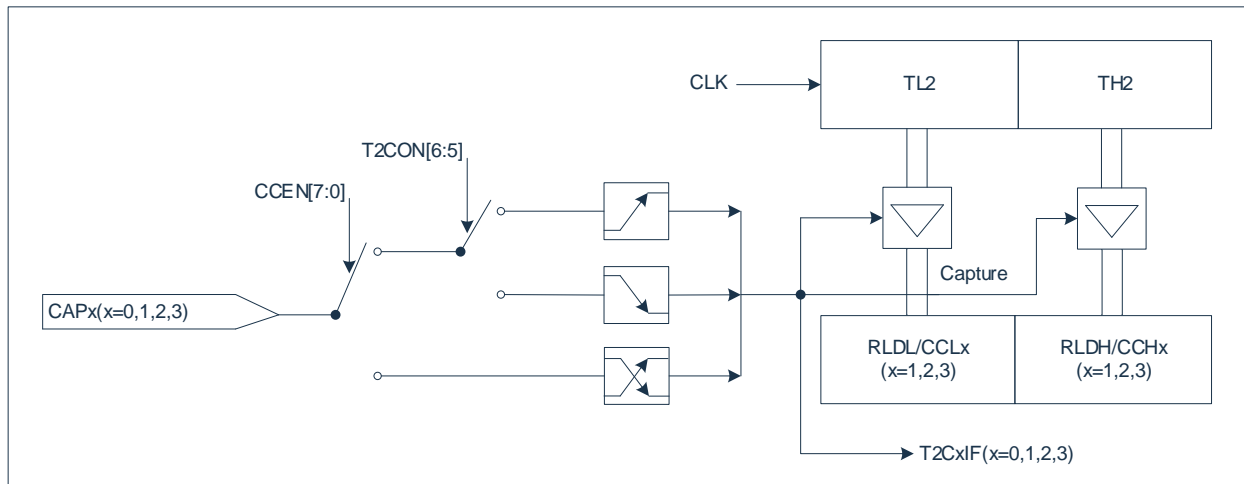 CLK
TL2
TH2
T2CON[6:5]
CCEN[7:0]
Capture
CAPx(x=0,1,2,3)
RLDL/CCLx
(x=1,2,3)
RLDH/CCHx
(x=1,2,3)
T2CxIF(x=0,1,2,3)